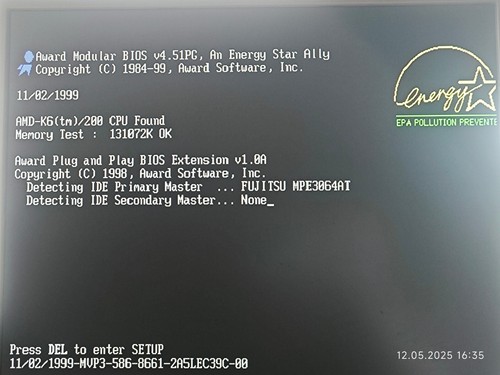 Award Modular BIOS v4.51PG, An Energy Star Ally
Copyright (C) 1984-99, Award Software, Inc.
11/02/1999
AMD-K6(tm)/200 CPU Found
Memory Test : 131072K OK
energy
EPA POLLUTION PREVENTE
Award Plug and Play BIOS Extension v1.0A
Copyright (C) 1998, Award Software, Inc.
Detecting IDE Primary Master ... FUJITSU MPE3064AT
Detecting IDE Secondary Master... None_
Press DEL to enter SETUP
11/02/1999-MVP3-586-8661-2A5LEC39C-00
12.05.2025 16:35